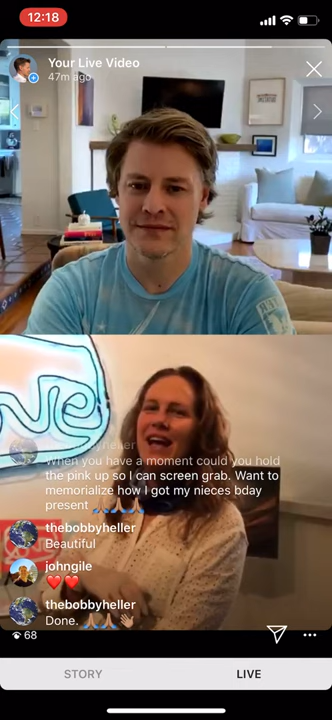 12:18
Your Live Video
47m ago
When you have a moment could you hold
the pink up so I can screen grab. Want to
memorialize how I got my nieces bday
present 🙏🏼🙏🏼🙏🏼
thebobbyheller
Beautiful
johngile
❤️❤️
thebobbyheller
Done. 🙏🏼🙏🏼👏🏼
68
STORY
LIVE